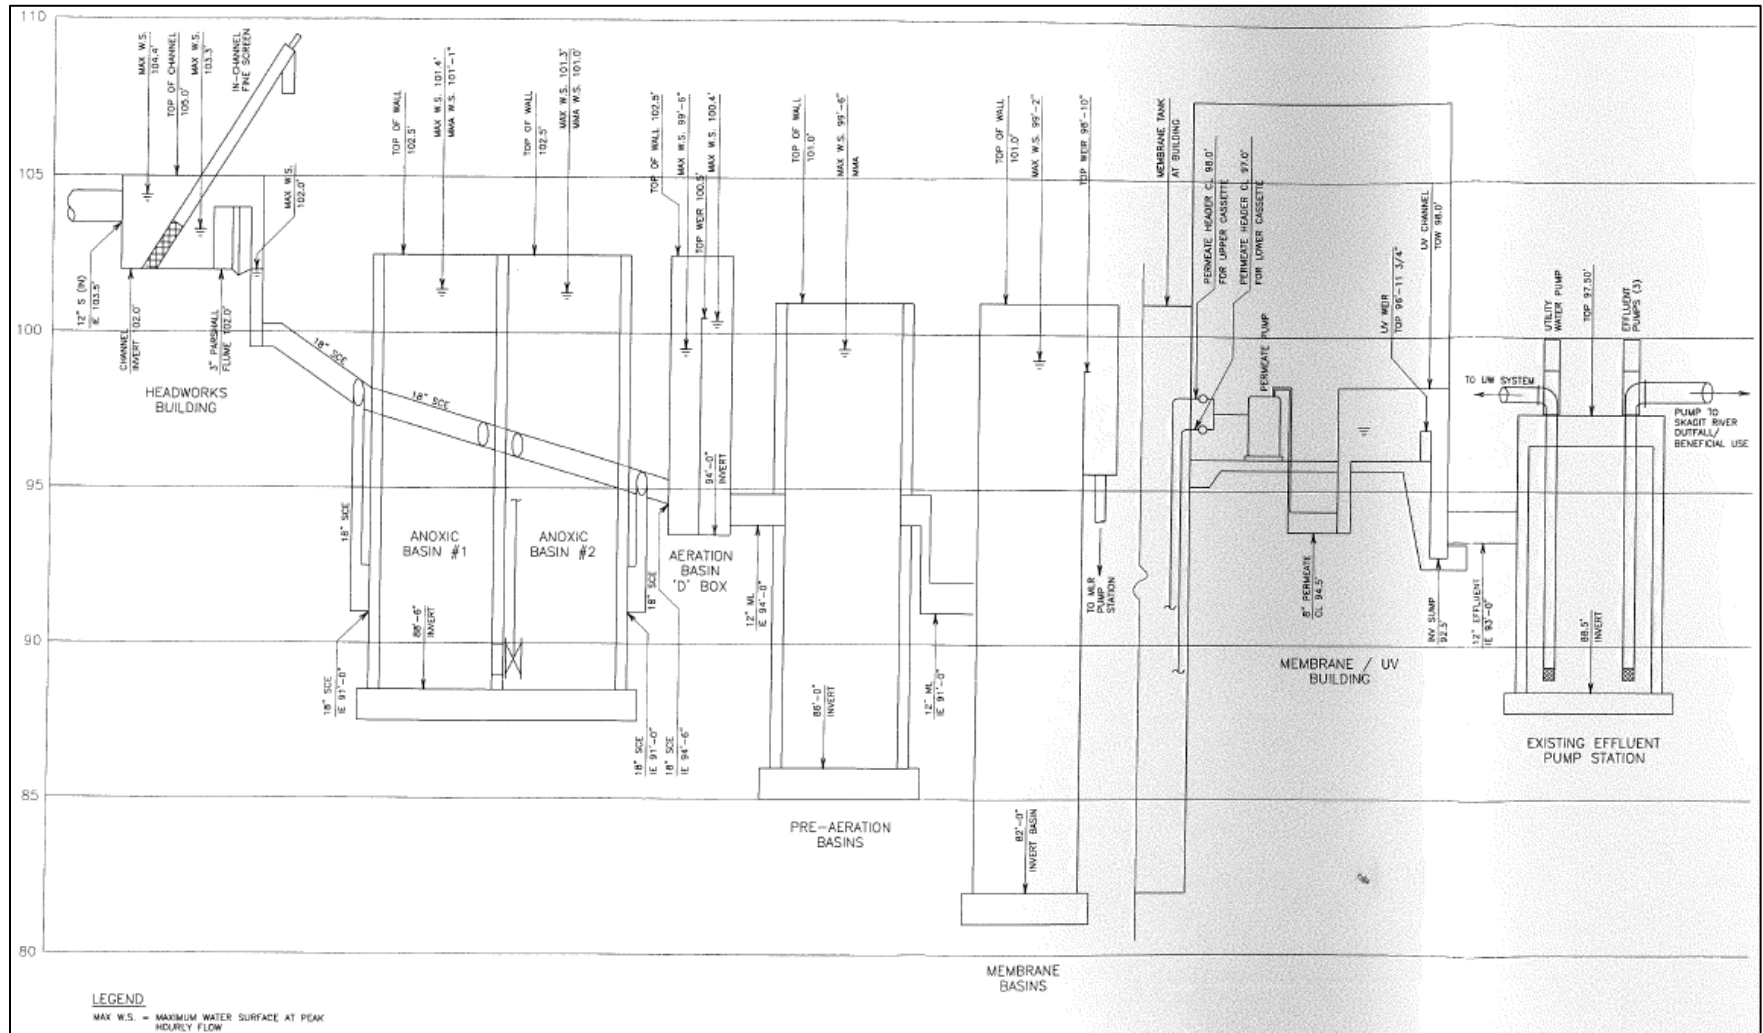 110
105
100
95
90
85
80
MAX W.S.
104.4'
TOP OF CHANNEL
105.0'
MAX W.S.
103.3'
IN-CHANNEL
FINE SCREEN
MAX W.S.
102.0'
12" S (IN)
IE 103.5'
CHANNEL
INVERT 102.0'
3" PARSHALL
FLUME 102.0'
HEADWORKS
BUILDING
18" SCE
18" SCE
18" SCE
18" SCE
IE 91'-0"
TOP OF WALL
102.5'
MAX W.S. 101.4'
MMA W.S. 101'-1"
TOP OF WALL
102.5'
MAX W.S. 101.3'
MMA W.S. 101.0'
ANOXIC
BASIN #1
ANOXIC
BASIN #2
88'-6"
INVERT
18" SCE
18" SCE
IE 91'-0"
18" SCE
IE 94'-6"
TOP OF WALL 102.5'
MAX W.S. 99'-6"
TOP WEIR 100.5'
MAX W.S. 100.4'
94'-0"
INVERT
AERATION
BASIN
"D" BOX
12" ML
IE 94'-0"
TOP OF WALL
101.0'
MAX W.S. 99'-6"
MMA
86'-0"
INVERT
PRE-AERATION
BASINS
12" ML
IE 91'-0"
TOP OF WALL
101.0'
MAX W.S. 99'-2"
TOP WEIR 98'-10"
TO MLR
PUMP
STATION
82'-0"
INVERT BASIN
MEMBRANE
BASINS
MEMBRANE TANK
AT BUILDING
PERMEATE HEADER CL 98.0'
FOR UPPER CASSETTE
PERMEATE HEADER CL 97.0'
FOR LOWER CASSETTE
PERMEATE PUMP
8" PERMEATE
CL 94.5'
UV WEIR
TOP 96'-11 3/4"
UV CHANNEL
TOW 98.0'
INV SUMP
92.5'
MEMBRANE / UV
BUILDING
12" EFFLUENT
IE 93'-0"
UTILITY
WATER PUMP
TOP 97.50'
EFFLUENT
PUMPS (3)
TO UW SYSTEM
PUMP TO
SKAGIT RIVER
OUTFALL/
BENEFICIAL USE
88.5'
INVERT
EXISTING EFFLUENT
PUMP STATION
LEGEND
MAX W.S. = MAXIMUM WATER SURFACE AT PEAK
HOURLY FLOW